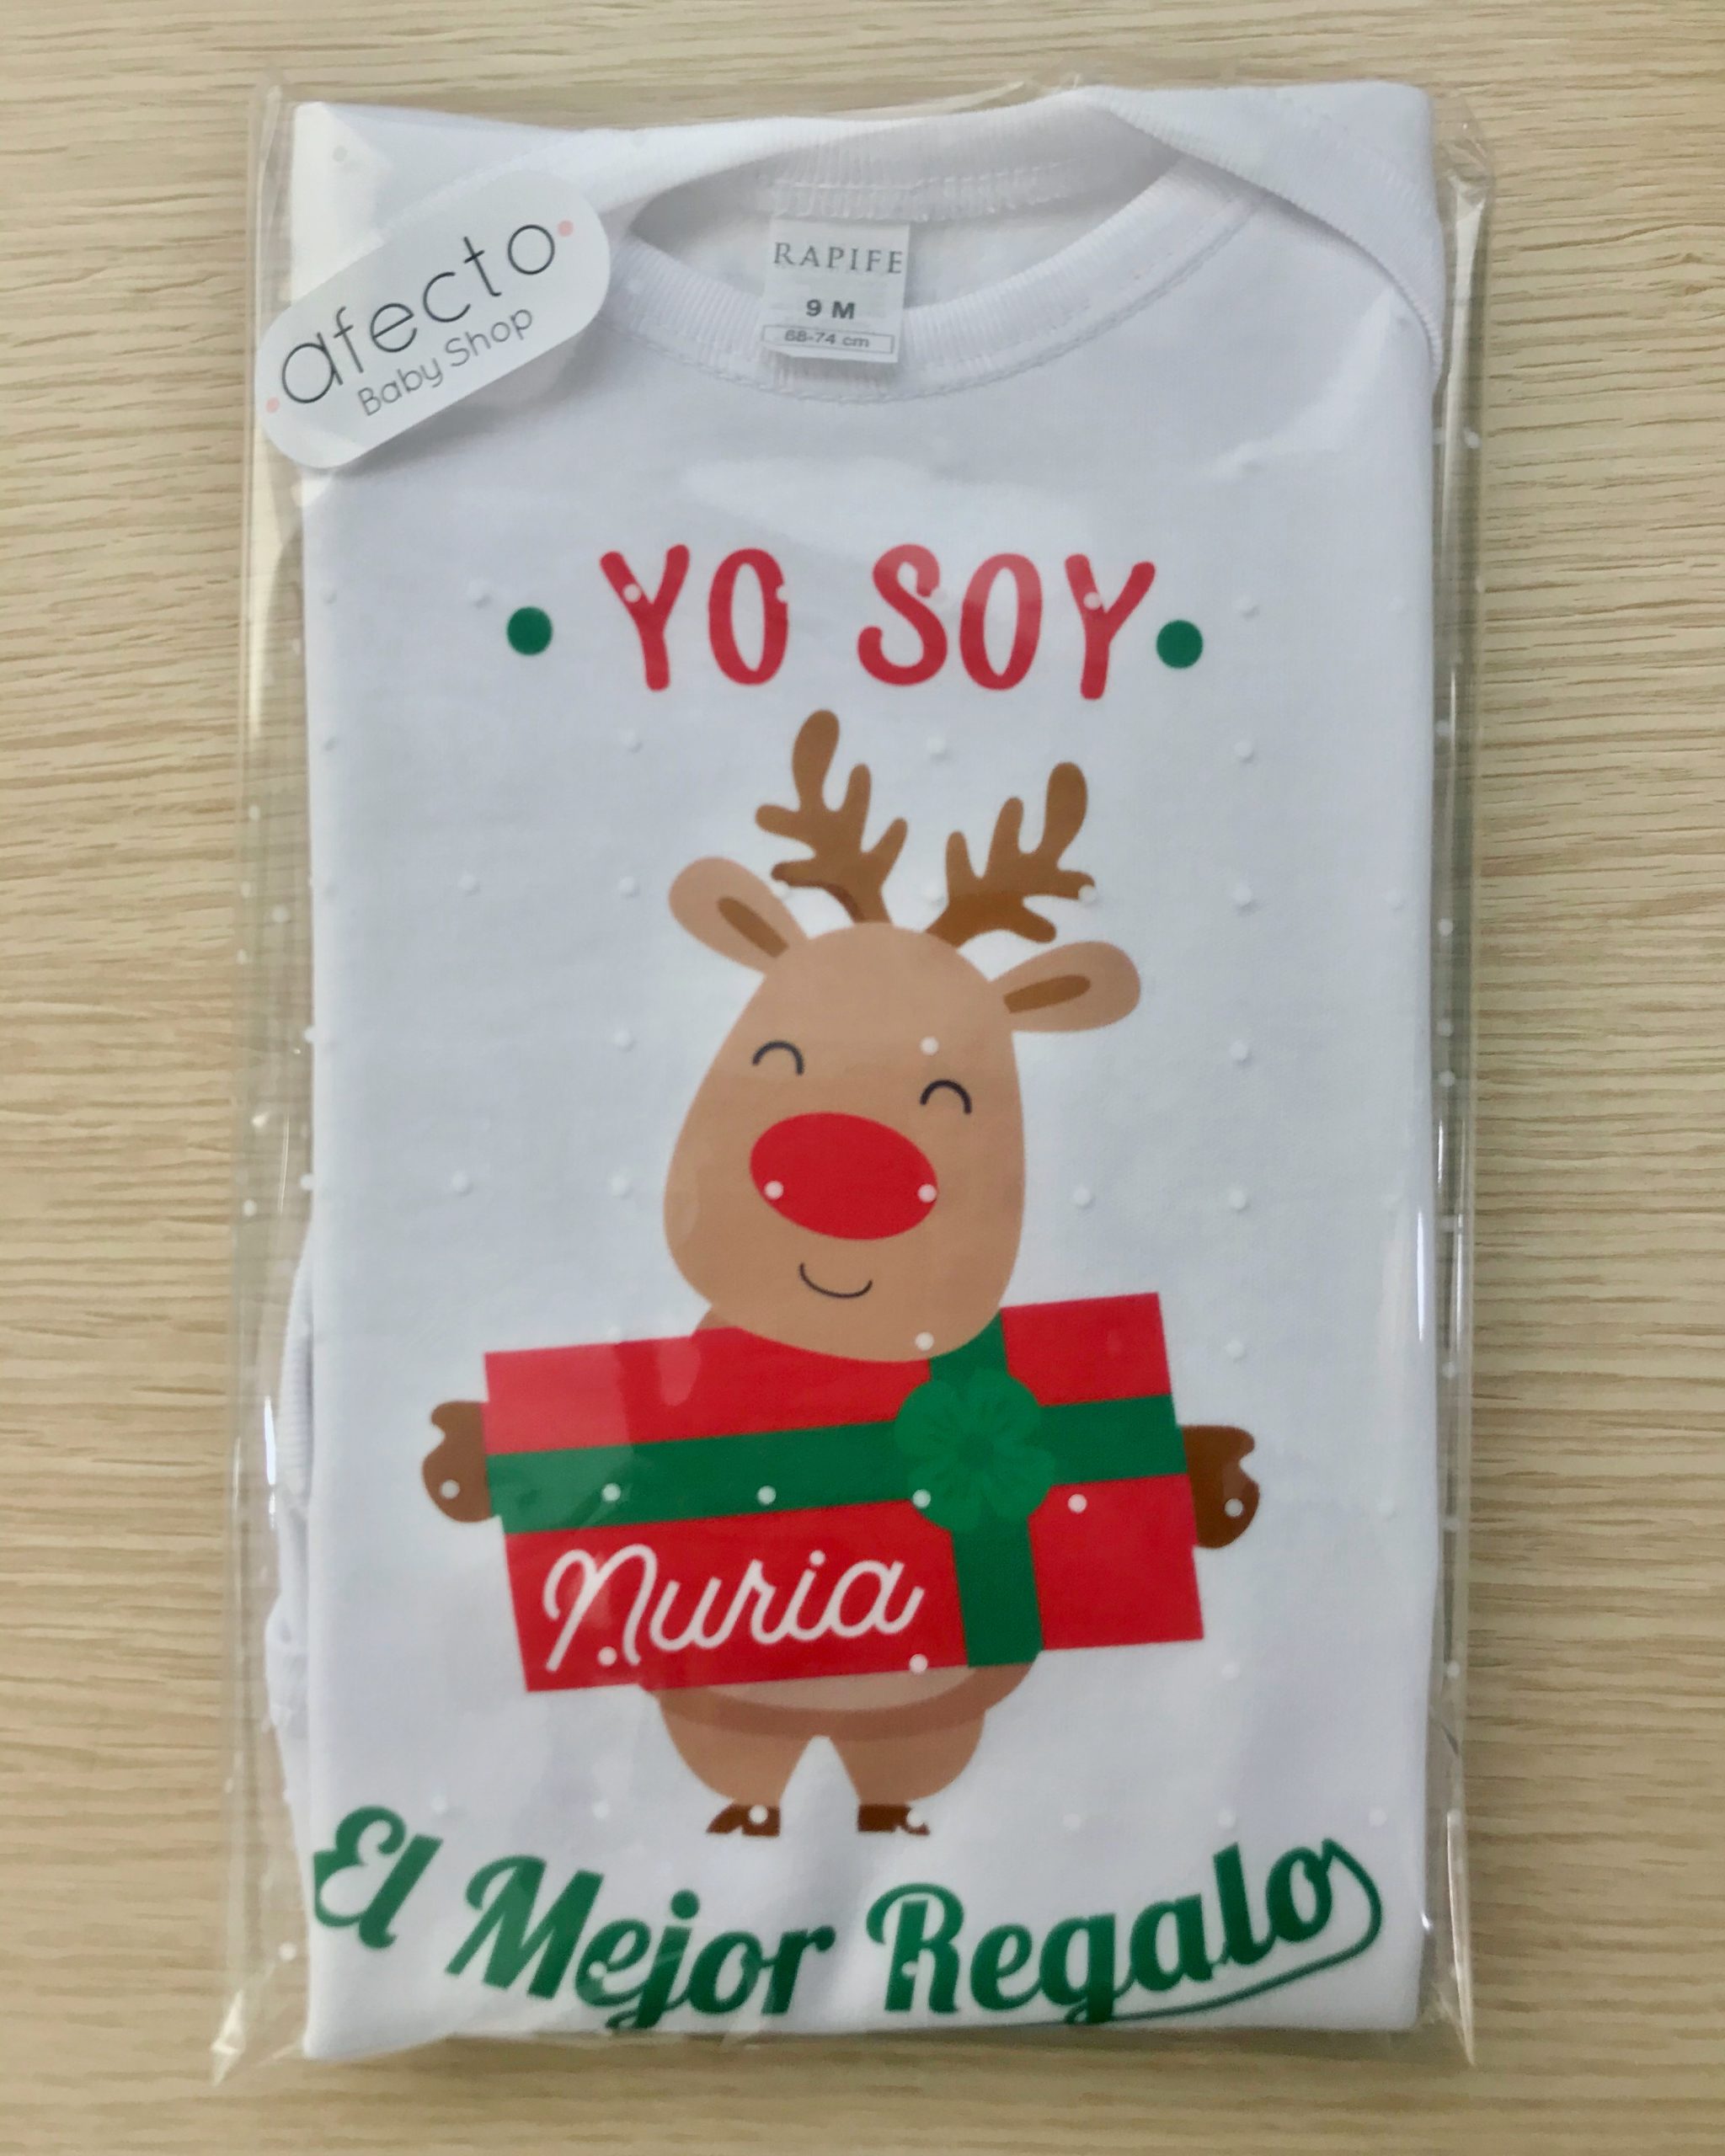 afecto
Baby Shop
RAPIFE
9 M
68-74 cm
YO SOY
Nuria
El Mejor Regalo